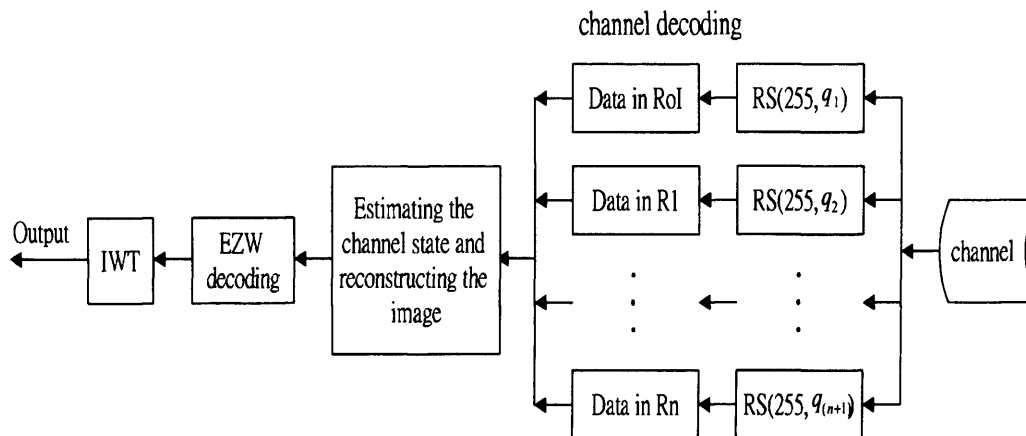 channel decoding
Data in RoI
RS(255, q₁)
Data in R1
RS(255, q₂)
Data in Rn
RS(255, q₍ₙ₊₁₎)
channel
Estimating the
channel state and
reconstructing the
image
EZW
decoding
IWT
Output